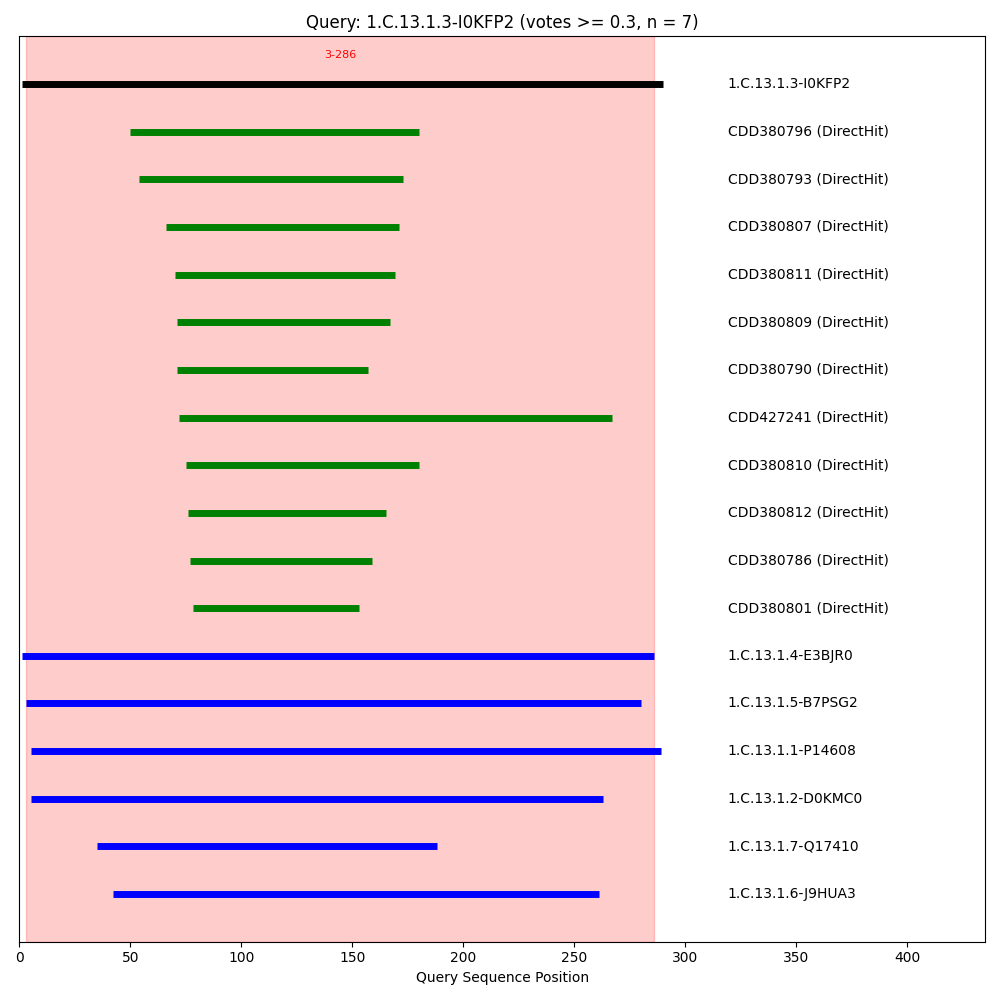 Query: 1.C.13.1.3-I0KFP2 (votes >= 0.3, n = 7)
3-286
1.C.13.1.3-I0KFP2
CDD380796 (DirectHit)
CDD380793 (DirectHit)
CDD380807 (DirectHit)
CDD380811 (DirectHit)
CDD380809 (DirectHit)
CDD380790 (DirectHit)
CDD427241 (DirectHit)
CDD380810 (DirectHit)
CDD380812 (DirectHit)
CDD380786 (DirectHit)
CDD380801 (DirectHit)
1.C.13.1.4-E3BJR0
1.C.13.1.5-B7PSG2
1.C.13.1.1-P14608
1.C.13.1.2-D0KMC0
1.C.13.1.7-Q17410
1.C.13.1.6-J9HUA3
0 50 100 150 200 250 300 350 400
Query Sequence Position